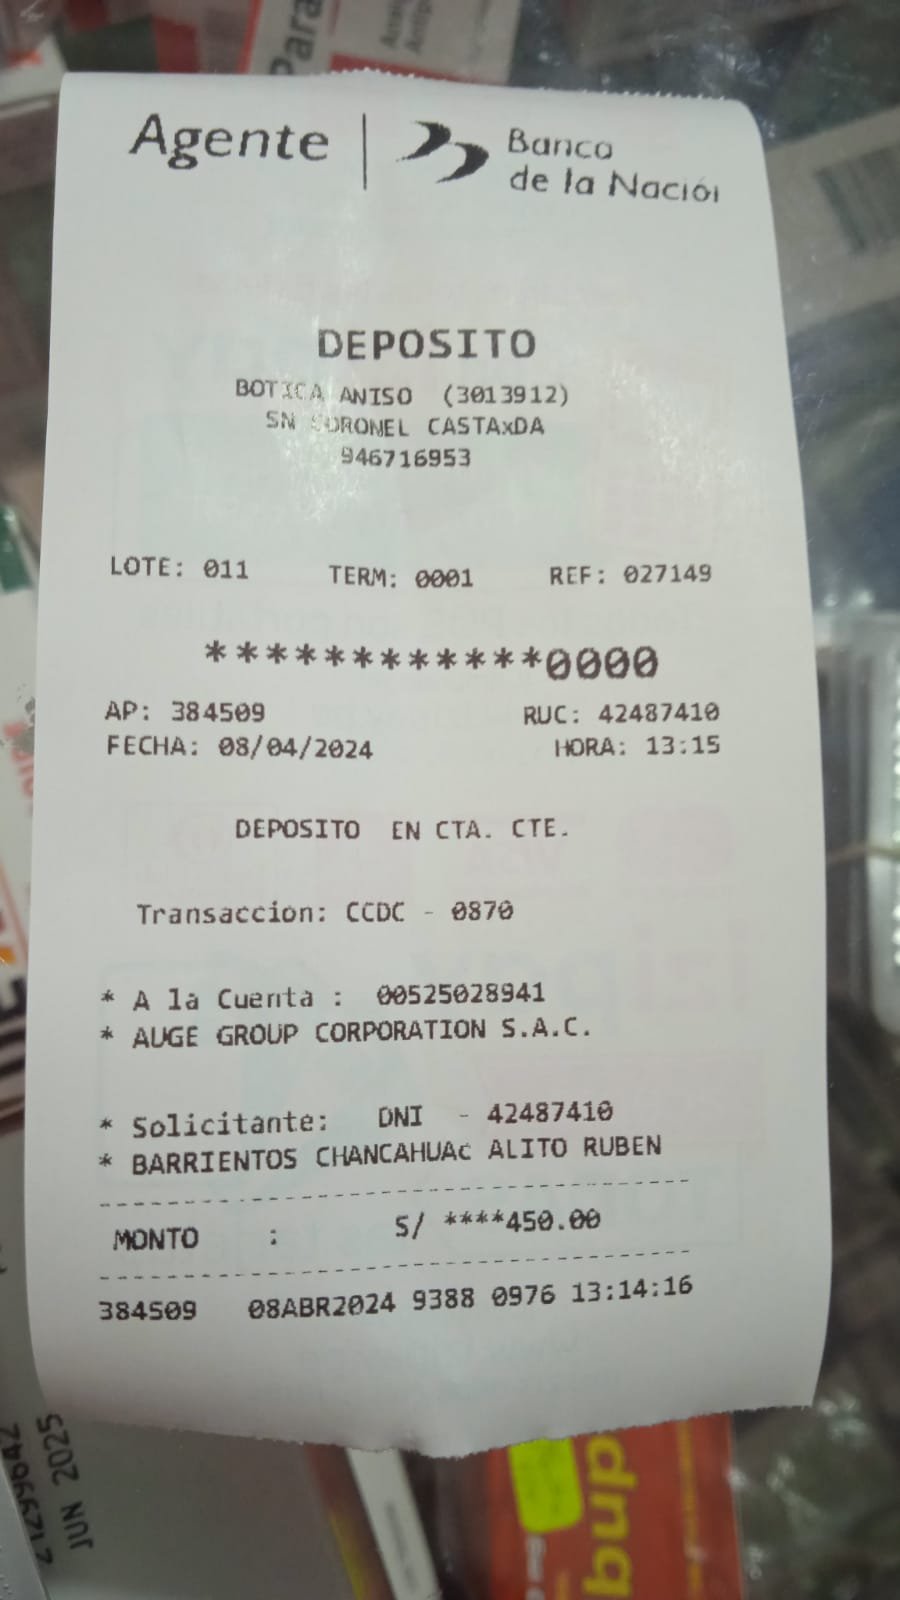 Agente | Banco
de la Nación
DEPOSITO
BOTICA ANISO (3013912)
SN CORONEL CASTAxDA
946716953
LOTE: 011 TERM: 0001 REF: 027149
************0000
AP: 384509 RUC: 42487410
FECHA: 08/04/2024 HORA: 13:15
DEPOSITO EN CTA. CTE.
Transaccion: CCDC - 0870
* A la Cuenta : 00525028941
* AUGE GROUP CORPORATION S.A.C.
* Solicitante: DNI - 42487410
* BARRIENTOS CHANCAHUAC ALITO RUBEN
MONTO : S/ ****450.00
384509 08ABR2024 9388 0976 13:14:16
Para
JUN 2025
dnq